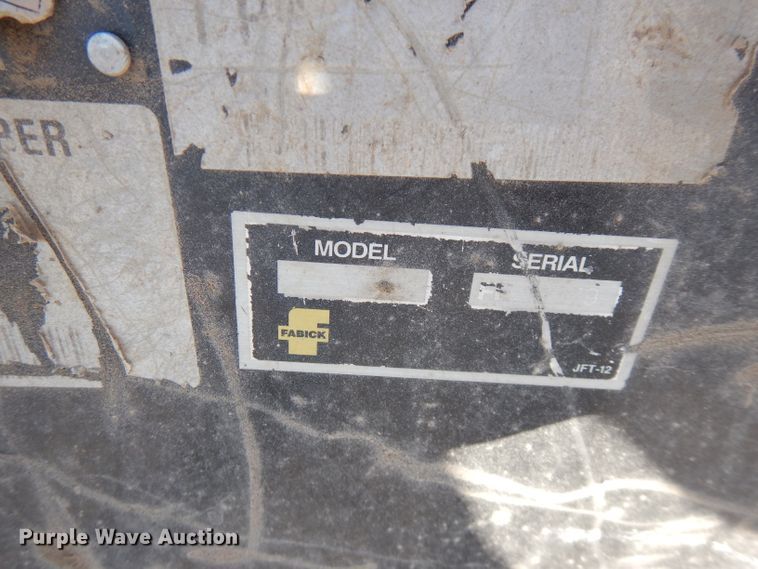 PER
MODEL
SERIAL
FABICK
JFT-12
Purple Wave Auction